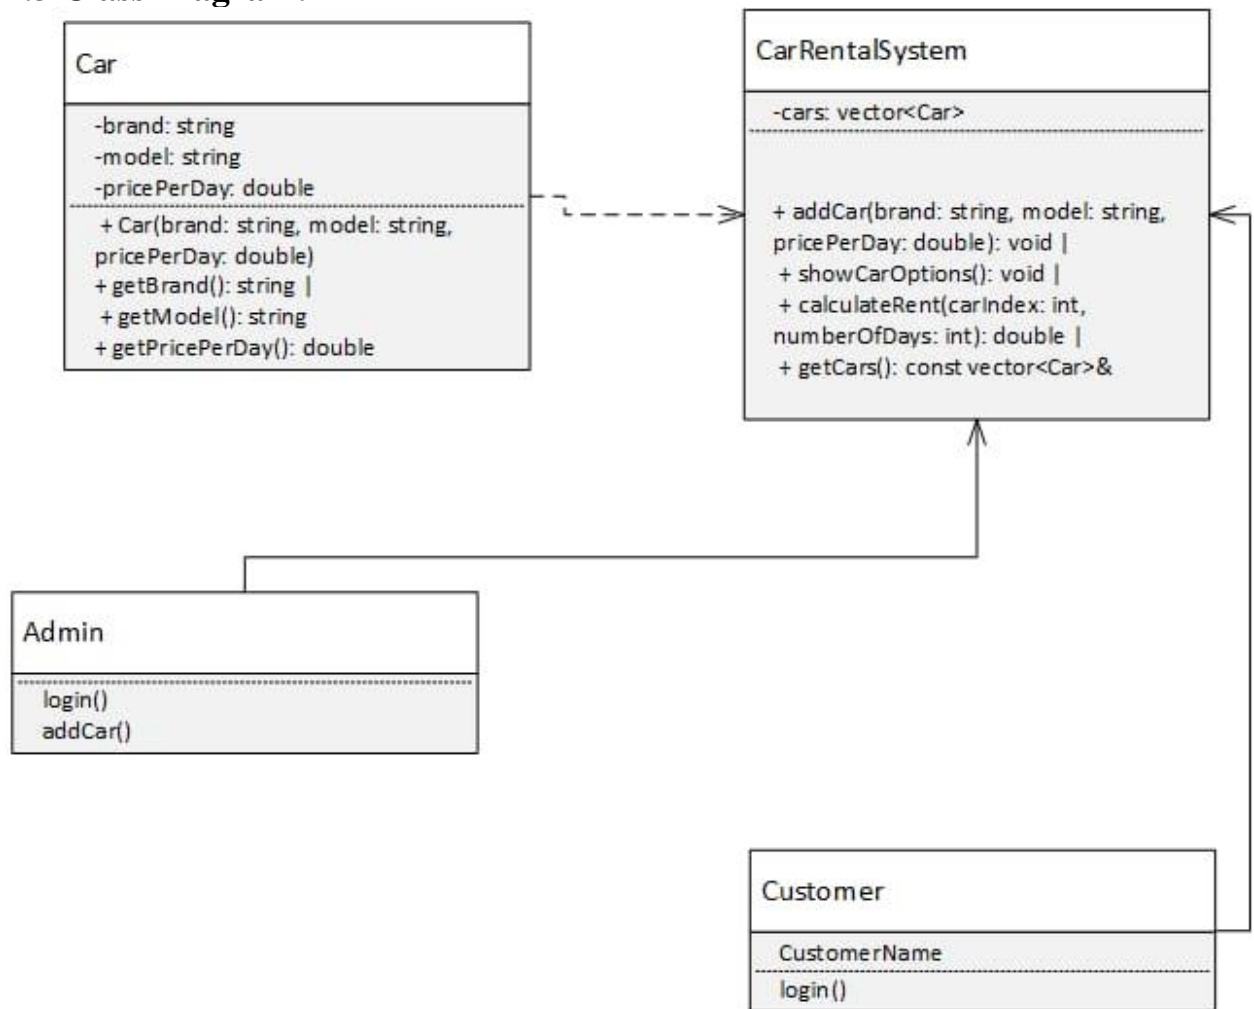 Car
-brand: string
-model: string
-pricePerDay: double
+ Car(brand: string, model: string,
pricePerDay: double)
+ getBrand(): string |
+ getModel(): string
+ getPricePerDay(): double
CarRentalSystem
-cars: vector<Car>
+ addCar(brand: string, model: string,
pricePerDay: double): void |
+ showCarOptions(): void |
+ calculateRent(carIndex: int,
numberOfDays: int): double |
+ getCars(): const vector<Car>&
Admin
login()
addCar()
Customer
CustomerName
login()